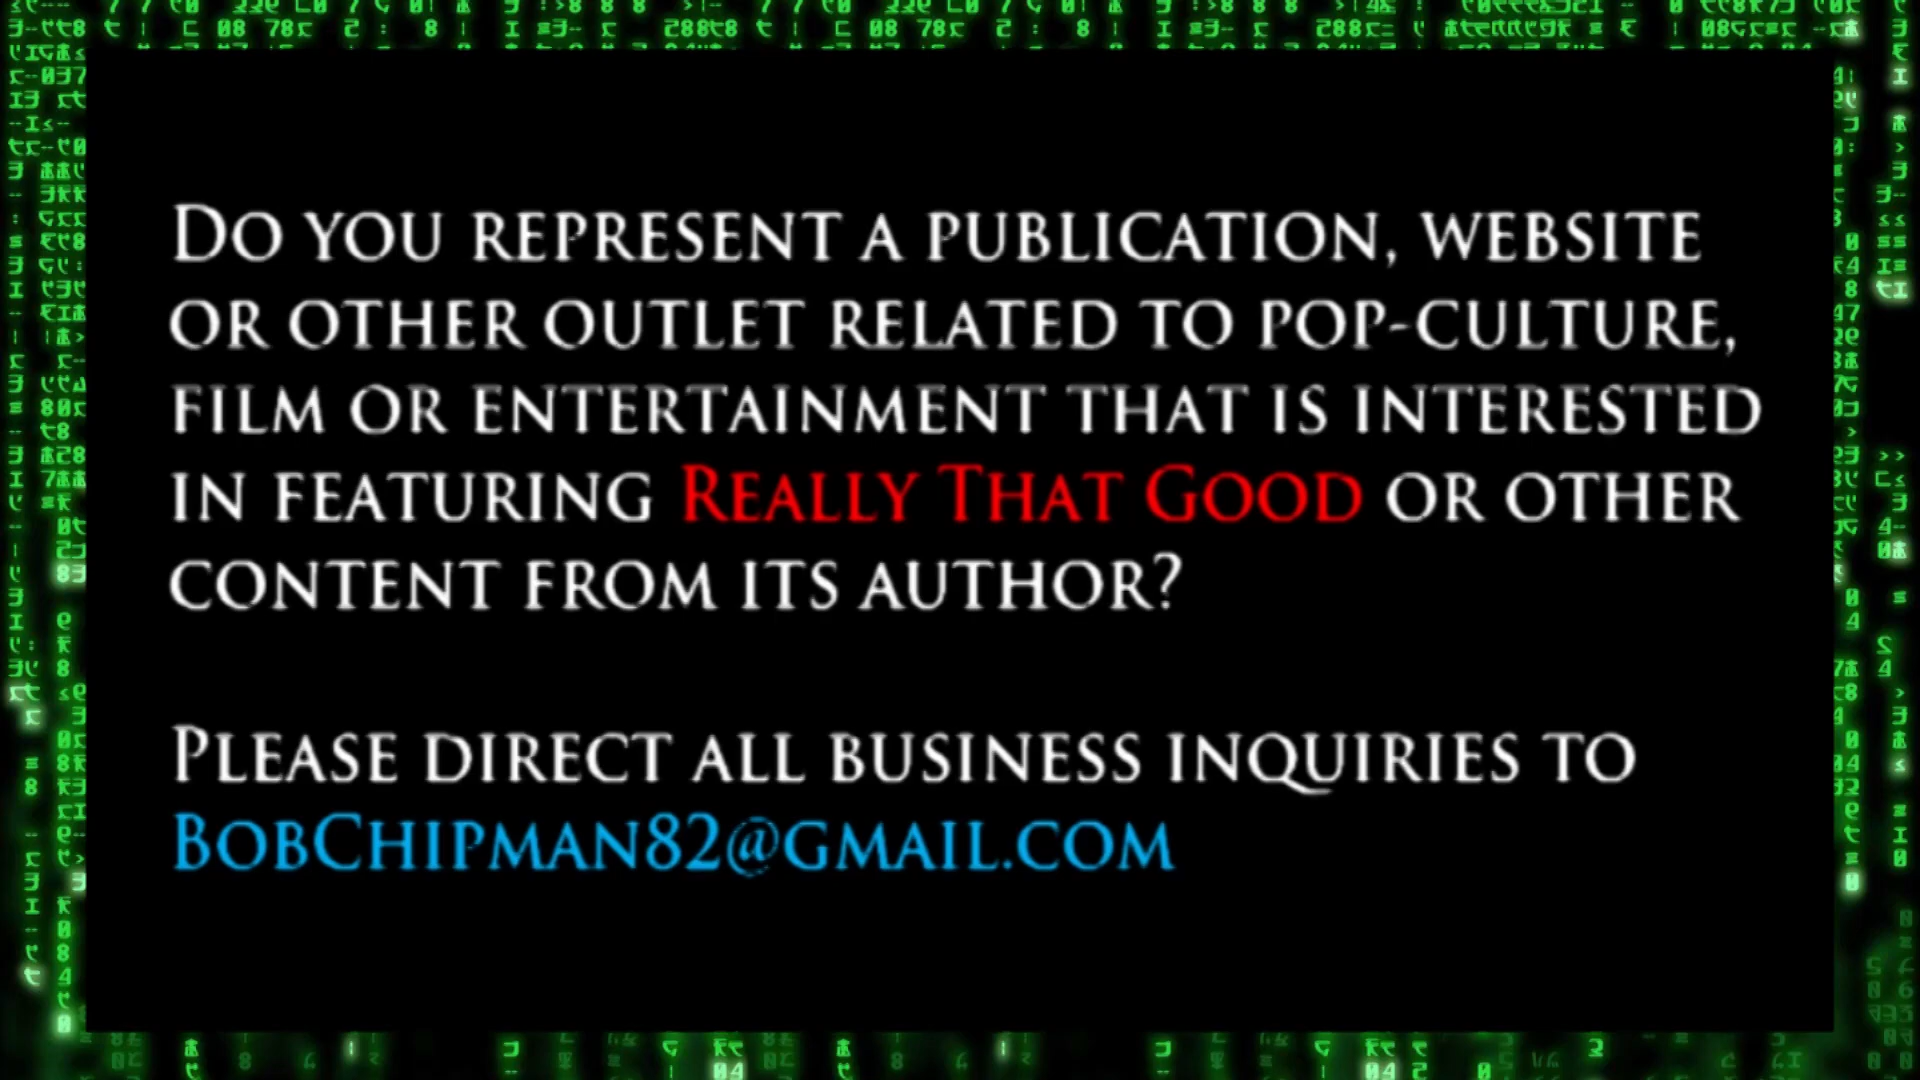 Do you represent a publication, website
or other outlet related to pop-culture,
film or entertainment that is interested
in featuring Really That Good or other
content from its author?
Please direct all business inquiries to
BobChipman82@gmail.com